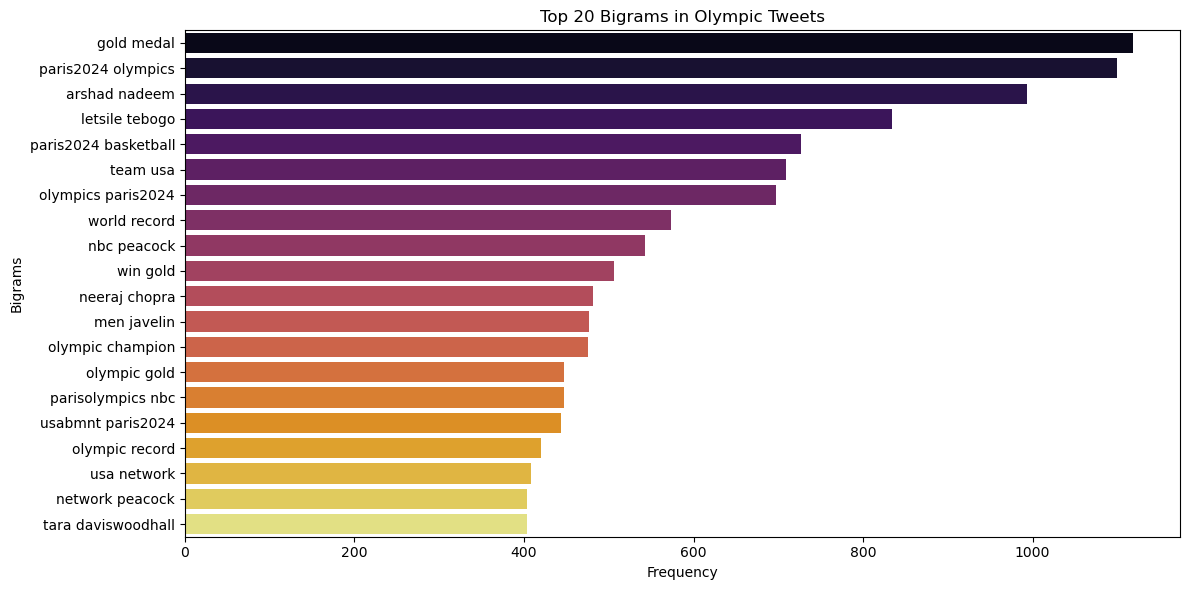 Top 20 Bigrams in Olympic Tweets
Bigrams
gold medal
paris2024 olympics
arshad nadeem
letsile tebogo
paris2024 basketball
team usa
olympics paris2024
world record
nbc peacock
win gold
neeraj chopra
men javelin
olympic champion
olympic gold
parisolympics nbc
usabmnt paris2024
olympic record
usa network
network peacock
tara daviswoodhall
0 200 400 600 800 1000
Frequency